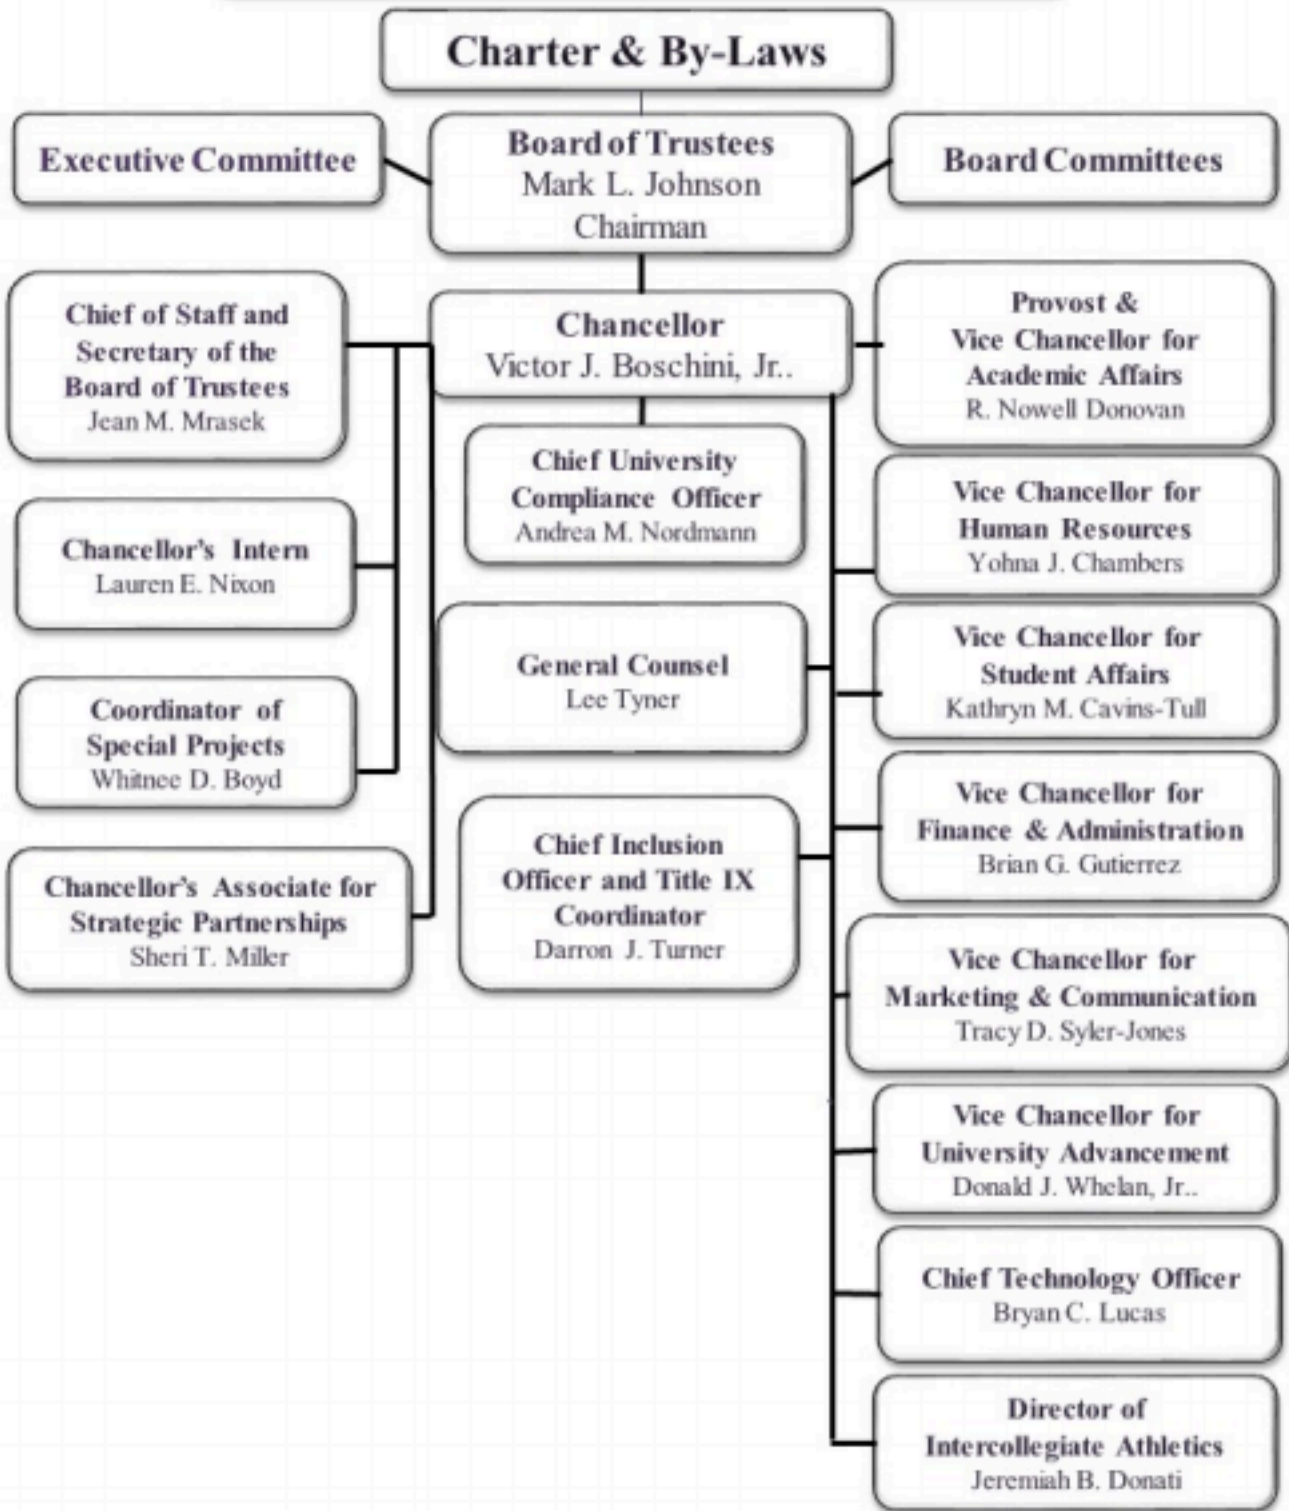 Charter & By-Laws
Executive Committee
Board of Trustees
Mark L. Johnson
Chairman
Board Committees
Chief of Staff and
Secretary of the
Board of Trustees
Jean M. Mrasek
Chancellor
Victor J. Boschini, Jr..
Provost &
Vice Chancellor for
Academic Affairs
R. Nowell Donovan
Chief University
Compliance Officer
Andrea M. Nordmann
Vice Chancellor for
Human Resources
Yohna J. Chambers
Chancellor's Intern
Lauren E. Nixon
General Counsel
Lee Tyner
Vice Chancellor for
Student Affairs
Kathryn M. Cavins-Tull
Coordinator of
Special Projects
Whitnee D. Boyd
Vice Chancellor for
Finance & Administration
Brian G. Gutierrez
Chief Inclusion
Officer and Title IX
Coordinator
Darron J. Turner
Chancellor's Associate for
Strategic Partnerships
Sheri T. Miller
Vice Chancellor for
Marketing & Communication
Tracy D. Syler-Jones
Vice Chancellor for
University Advancement
Donald J. Whelan, Jr..
Chief Technology Officer
Bryan C. Lucas
Director of
Intercollegiate Athletics
Jeremiah B. Donati